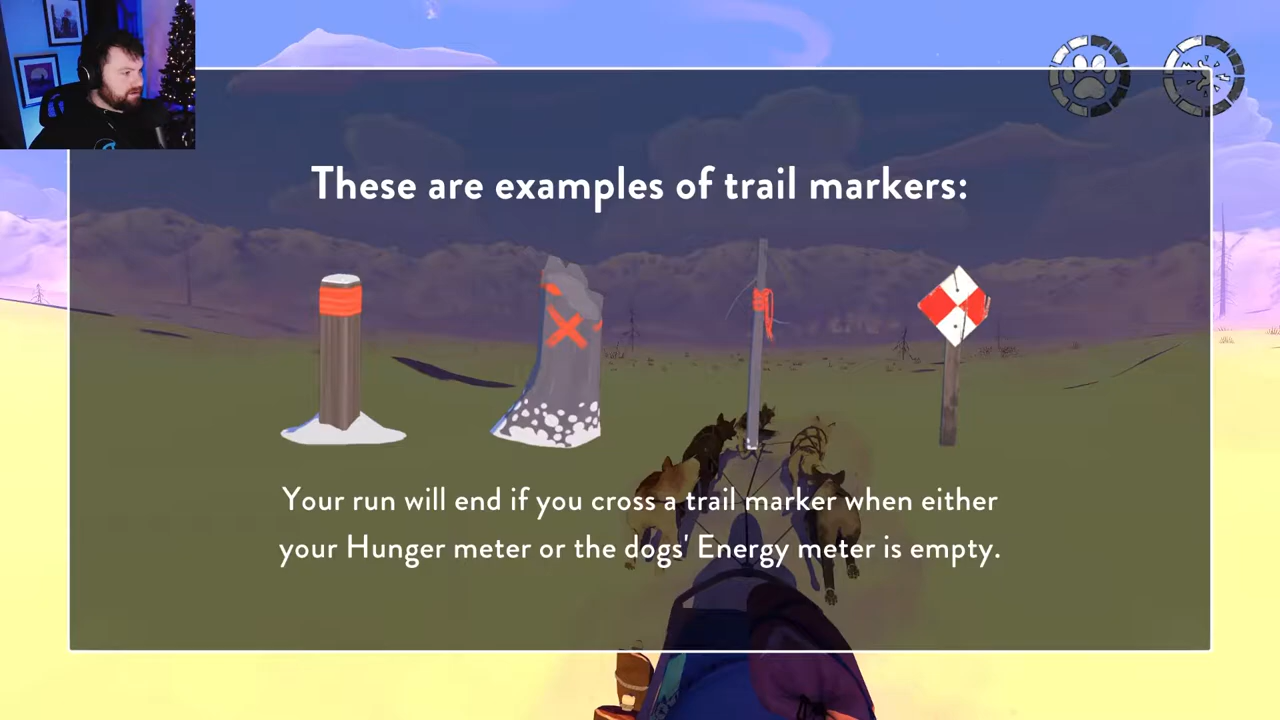 These are examples of trail markers:
Your run will end if you cross a trail marker when either
your Hunger meter or the dogs' Energy meter is empty.